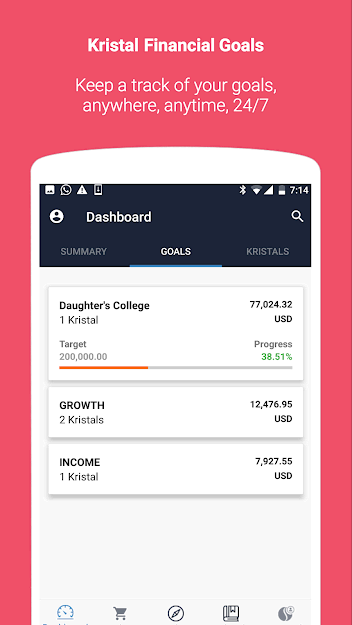 Kristal Financial Goals
Keep a track of your goals,
anywhere, anytime, 24/7
7:14
Dashboard
SUMMARY GOALS KRISTALS
Daughter's College 77,024.32
1 Kristal USD
Target Progress
200,000.00 38.51%
GROWTH 12,476.95
2 Kristals USD
INCOME 7,927.55
1 Kristal USD